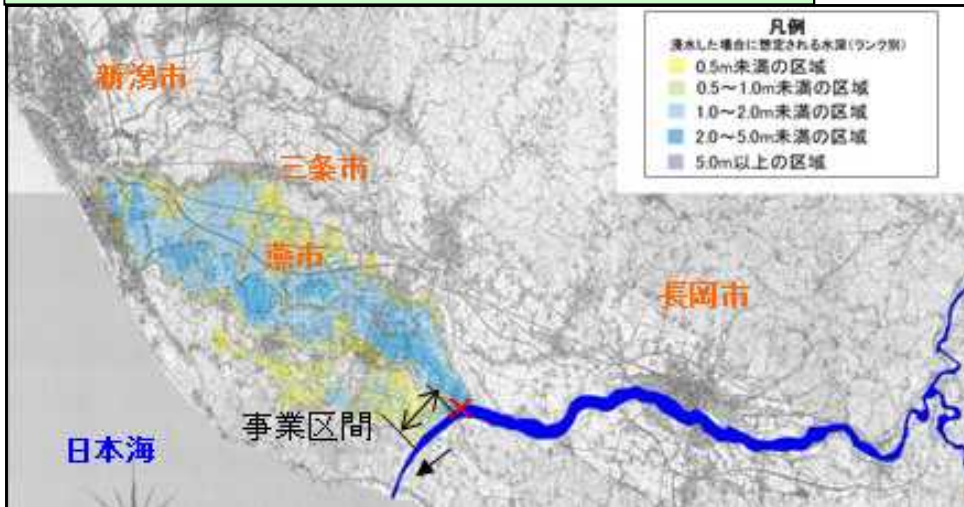 凡例
浸水した場合に想定される水深(ランク別)
0.5m未満の区域
0.5～1.0m未満の区域
1.0～2.0m未満の区域
2.0～5.0m未満の区域
5.0m以上の区域
新潟市
三条市
燕市
長岡市
事業区間
日本海